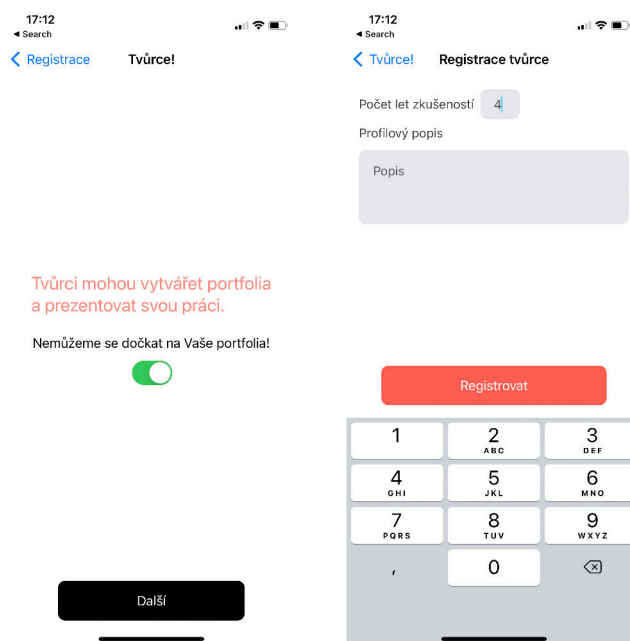 17:12
◀ Search
Registrace
Tvůrce!
Tvůrci mohou vytvářet portfolia
a prezentovat svou práci.
Nemůžeme se dočkat na Vaše portfolia!
Další
17:12
◀ Search
Tvůrce!
Registrace tvůrce
Počet let zkušeností 4
Profilový popis
Popis
Registrovat
1
2 ABC
3 DEF
4 GHI
5 JKL
6 MNO
7 PQRS
8 TUV
9 WXYZ
,
0